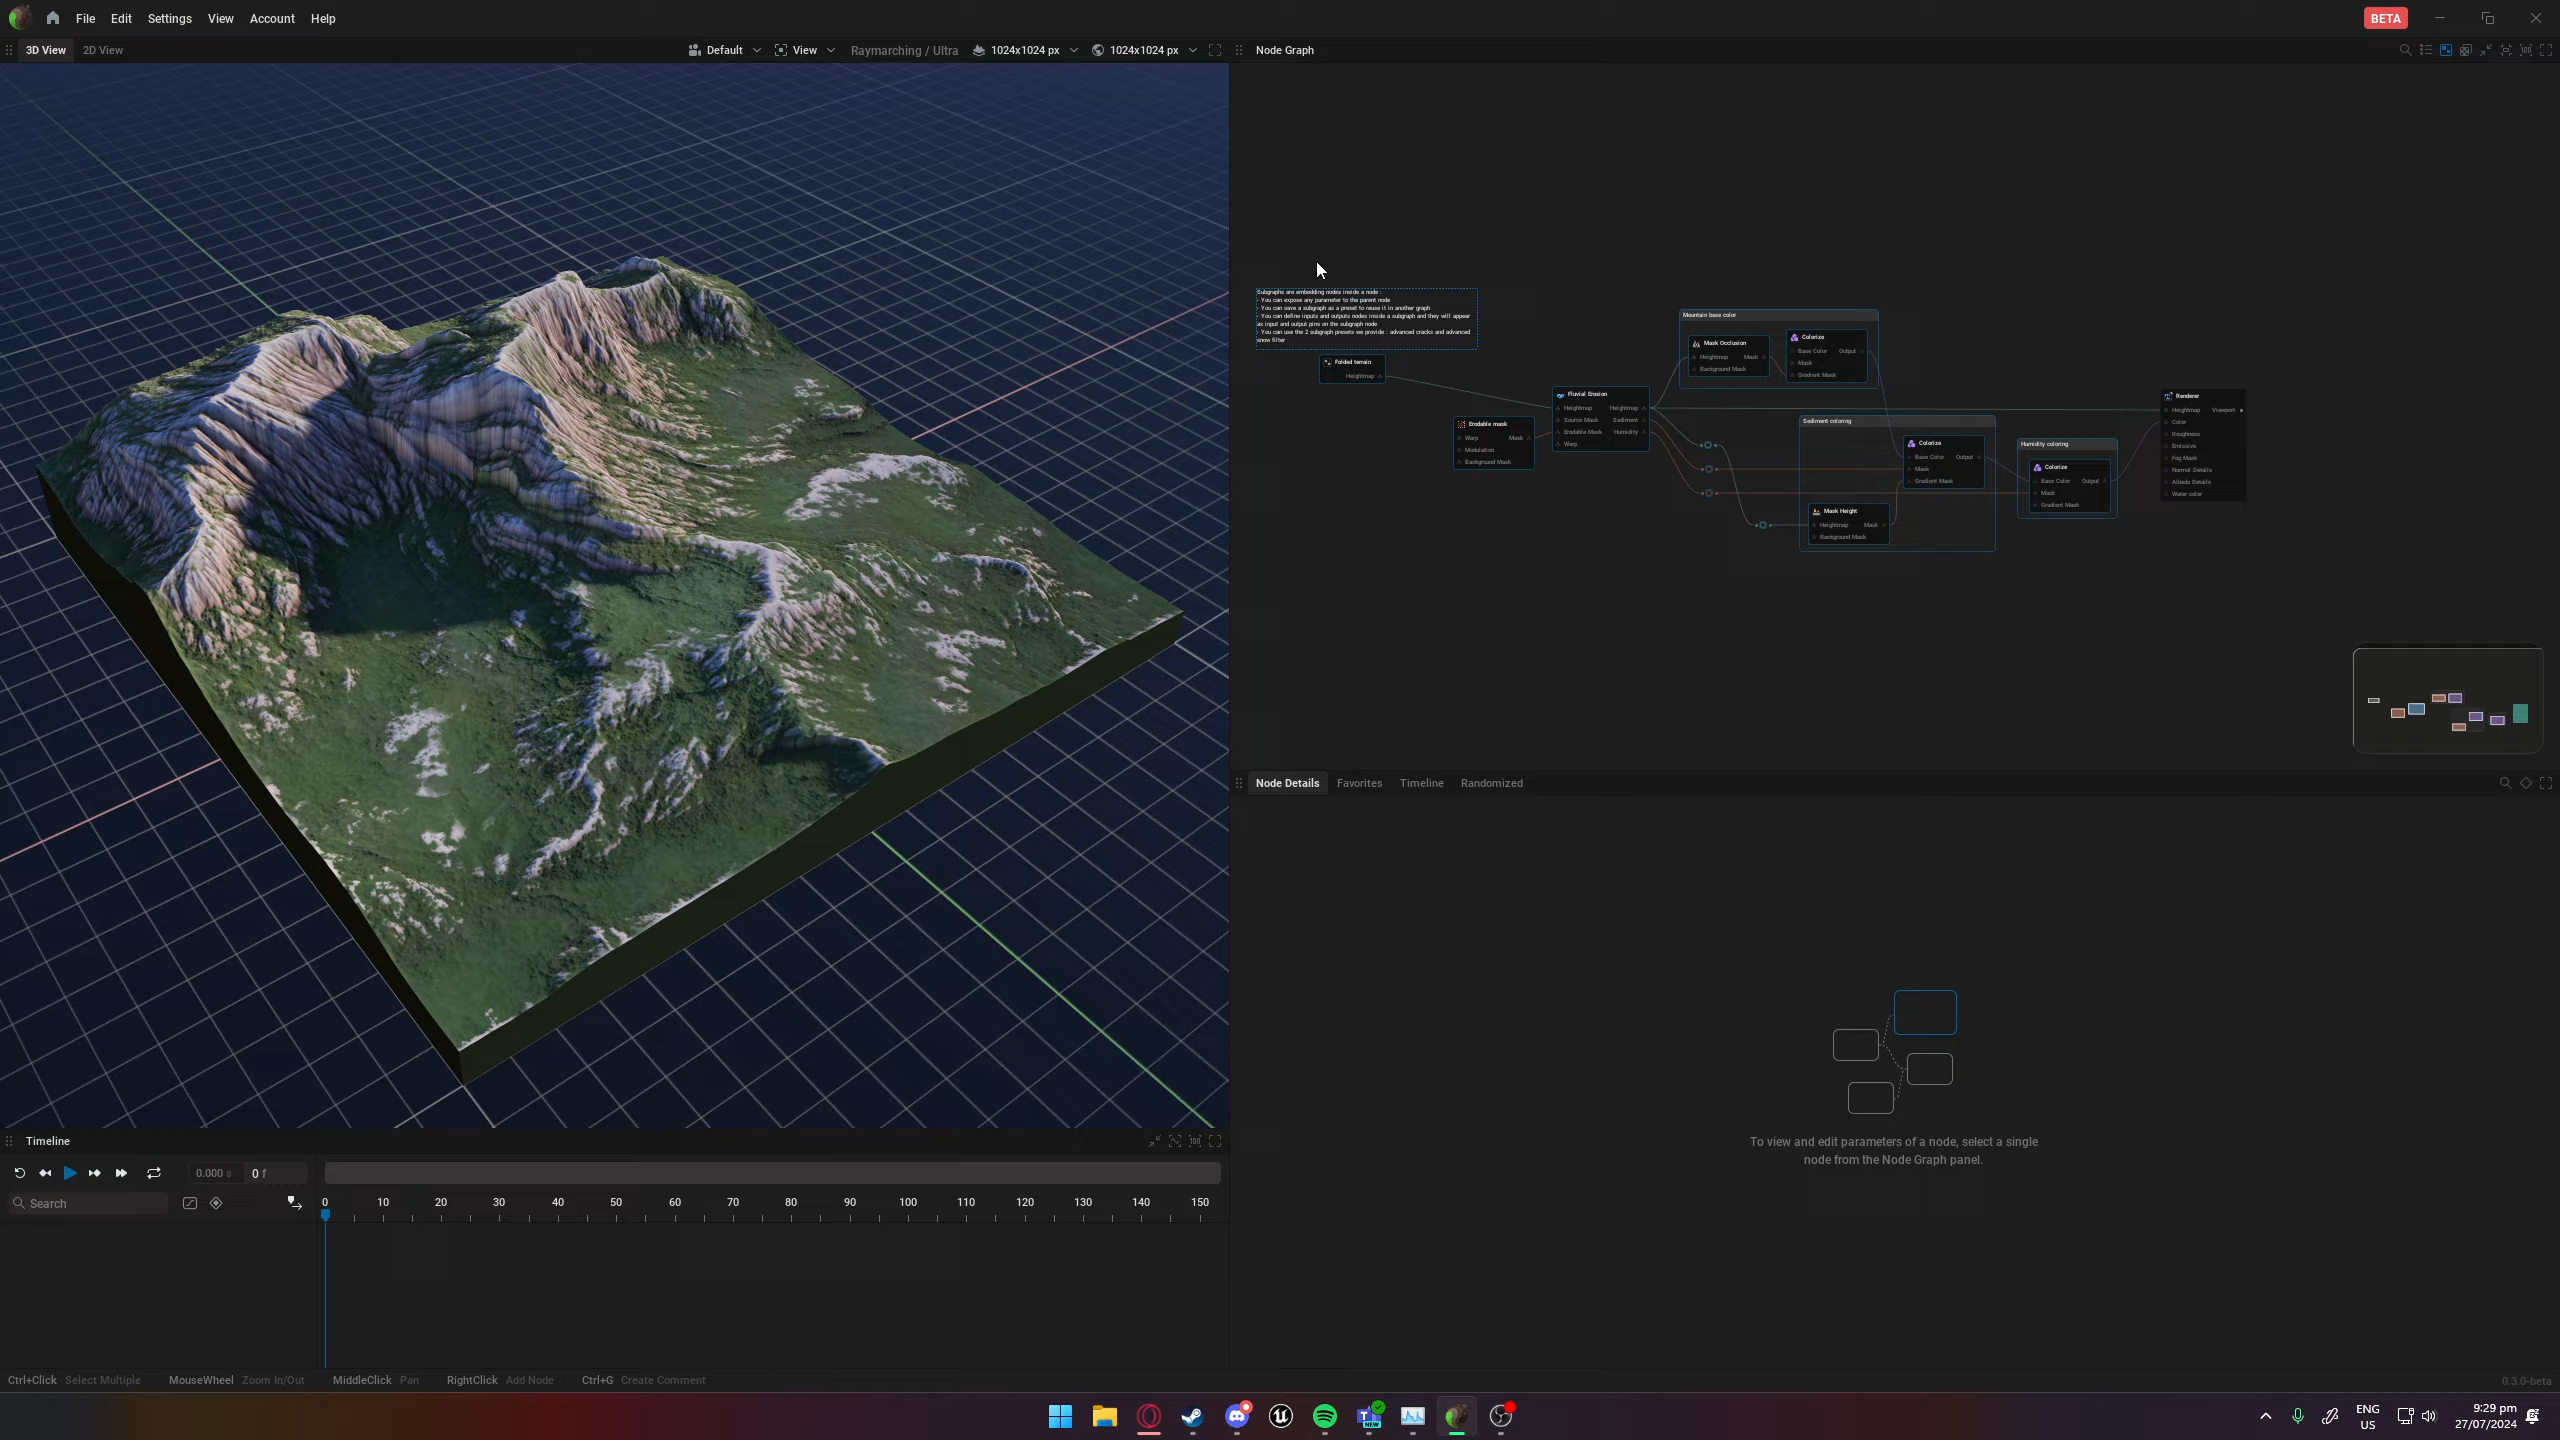 File Edit Settings View Account Help
BETA
3D View 2D View
Default View Raymarching / Ultra 1024x1024 px 1024x1024 px
Node Graph
Subgraphs are embedding nodes inside a node :
- You can expose any parameter to the parent node
- You can save a subgraph as a preset to reuse it in another graph
- You can define inputs and outputs nodes inside a subgraph and they will appear
as input and output pins on the subgraph node
- You can use the 2 subgraph presets we provide : advanced cracks and advanced
snow filter
Folded terrain
Heightmap
Erodable mask
Warp Mask
Modulation
Background Mask
Fluvial Erosion
Heightmap Heightmap
Source Mask Sediment
Erodable Mask Humidity
Warp
Mountain base color
Mask Occlusion
Heightmap Mask
Background Mask
Colorize
Base Color Output
Mask
Gradient Mask
Sediment coloring
Colorize
Base Color Output
Mask
Gradient Mask
Mask Height
Heightmap Mask
Background Mask
Humidity coloring
Colorize
Base Color Output
Mask
Gradient Mask
Renderer
Heightmap Viewport
Color
Roughness
Emissive
Fog Mask
Normal Details
Albedo Details
Water color
Node Details Favorites Timeline Randomized
To view and edit parameters of a node, select a single
node from the Node Graph panel.
Timeline
0.000 s 0 f
Search
0 10 20 30 40 50 60 70 80 90 100 110 120 130 140 150
Ctrl+Click Select Multiple MouseWheel Zoom In/Out MiddleClick Pan RightClick Add Node Ctrl+G Create Comment
0.3.0-beta
NEW
ENG
US
9:29 pm
27/07/2024